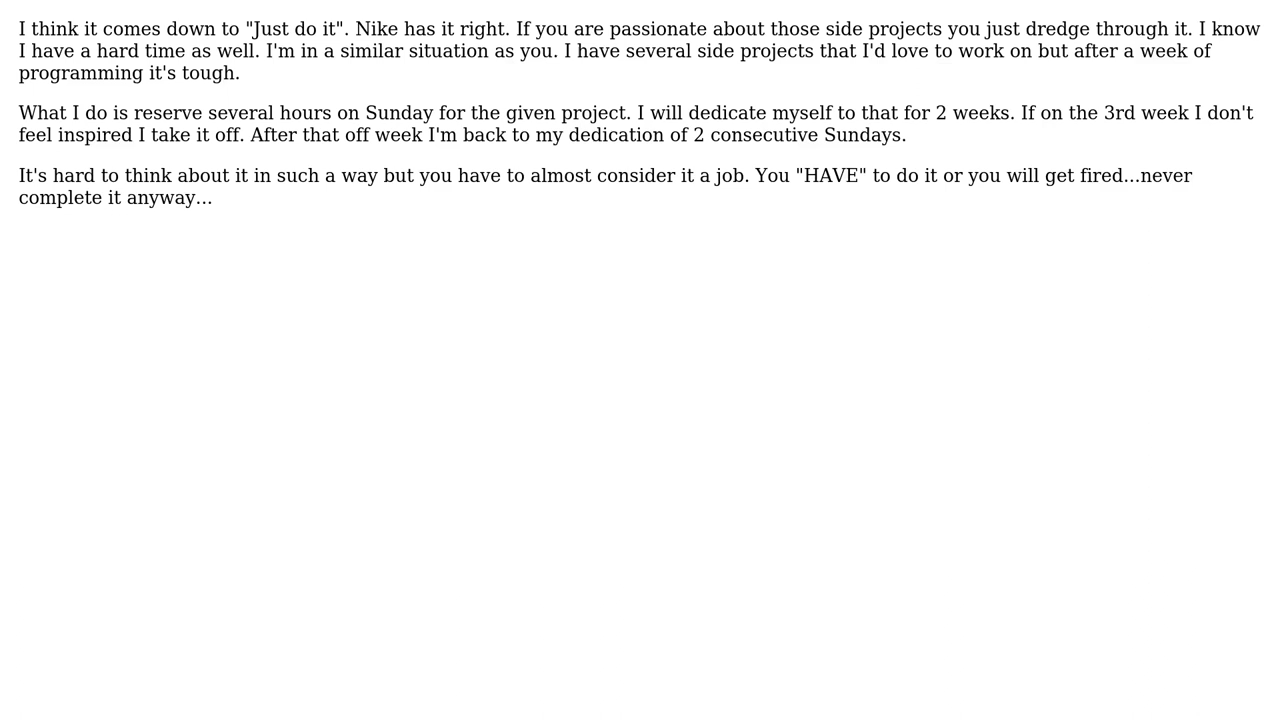 I think it comes down to "Just do it". Nike has it right. If you are passionate about those side projects you just dredge through it. I know
I have a hard time as well. I'm in a similar situation as you. I have several side projects that I'd love to work on but after a week of
programming it's tough.
What I do is reserve several hours on Sunday for the given project. I will dedicate myself to that for 2 weeks. If on the 3rd week I don't
feel inspired I take it off. After that off week I'm back to my dedication of 2 consecutive Sundays.
It's hard to think about it in such a way but you have to almost consider it a job. You "HAVE" to do it or you will get fired...never
complete it anyway...